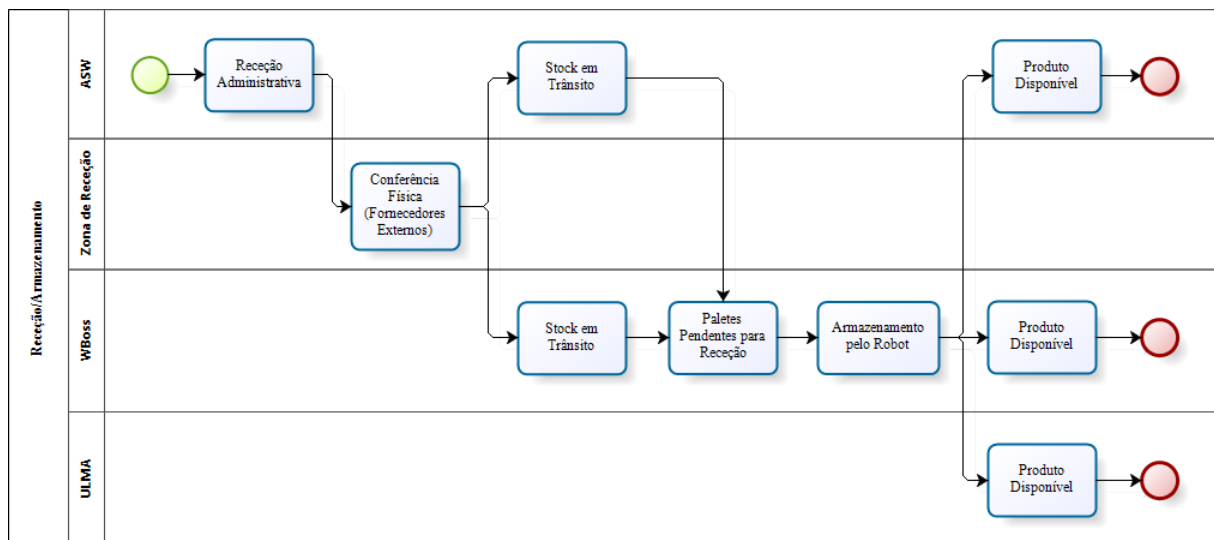 Receção/Armazenamento
ASW
Receção
Administrativa
Stock em
Trânsito
Produto
Disponível
Zona de Receção
Conferência
Física
(Fornecedores
Externos)
WBoss
Stock em
Trânsito
Paletes
Pendentes para
Receção
Armazenamento
pelo Robot
Produto
Disponível
ULMA
Produto
Disponível